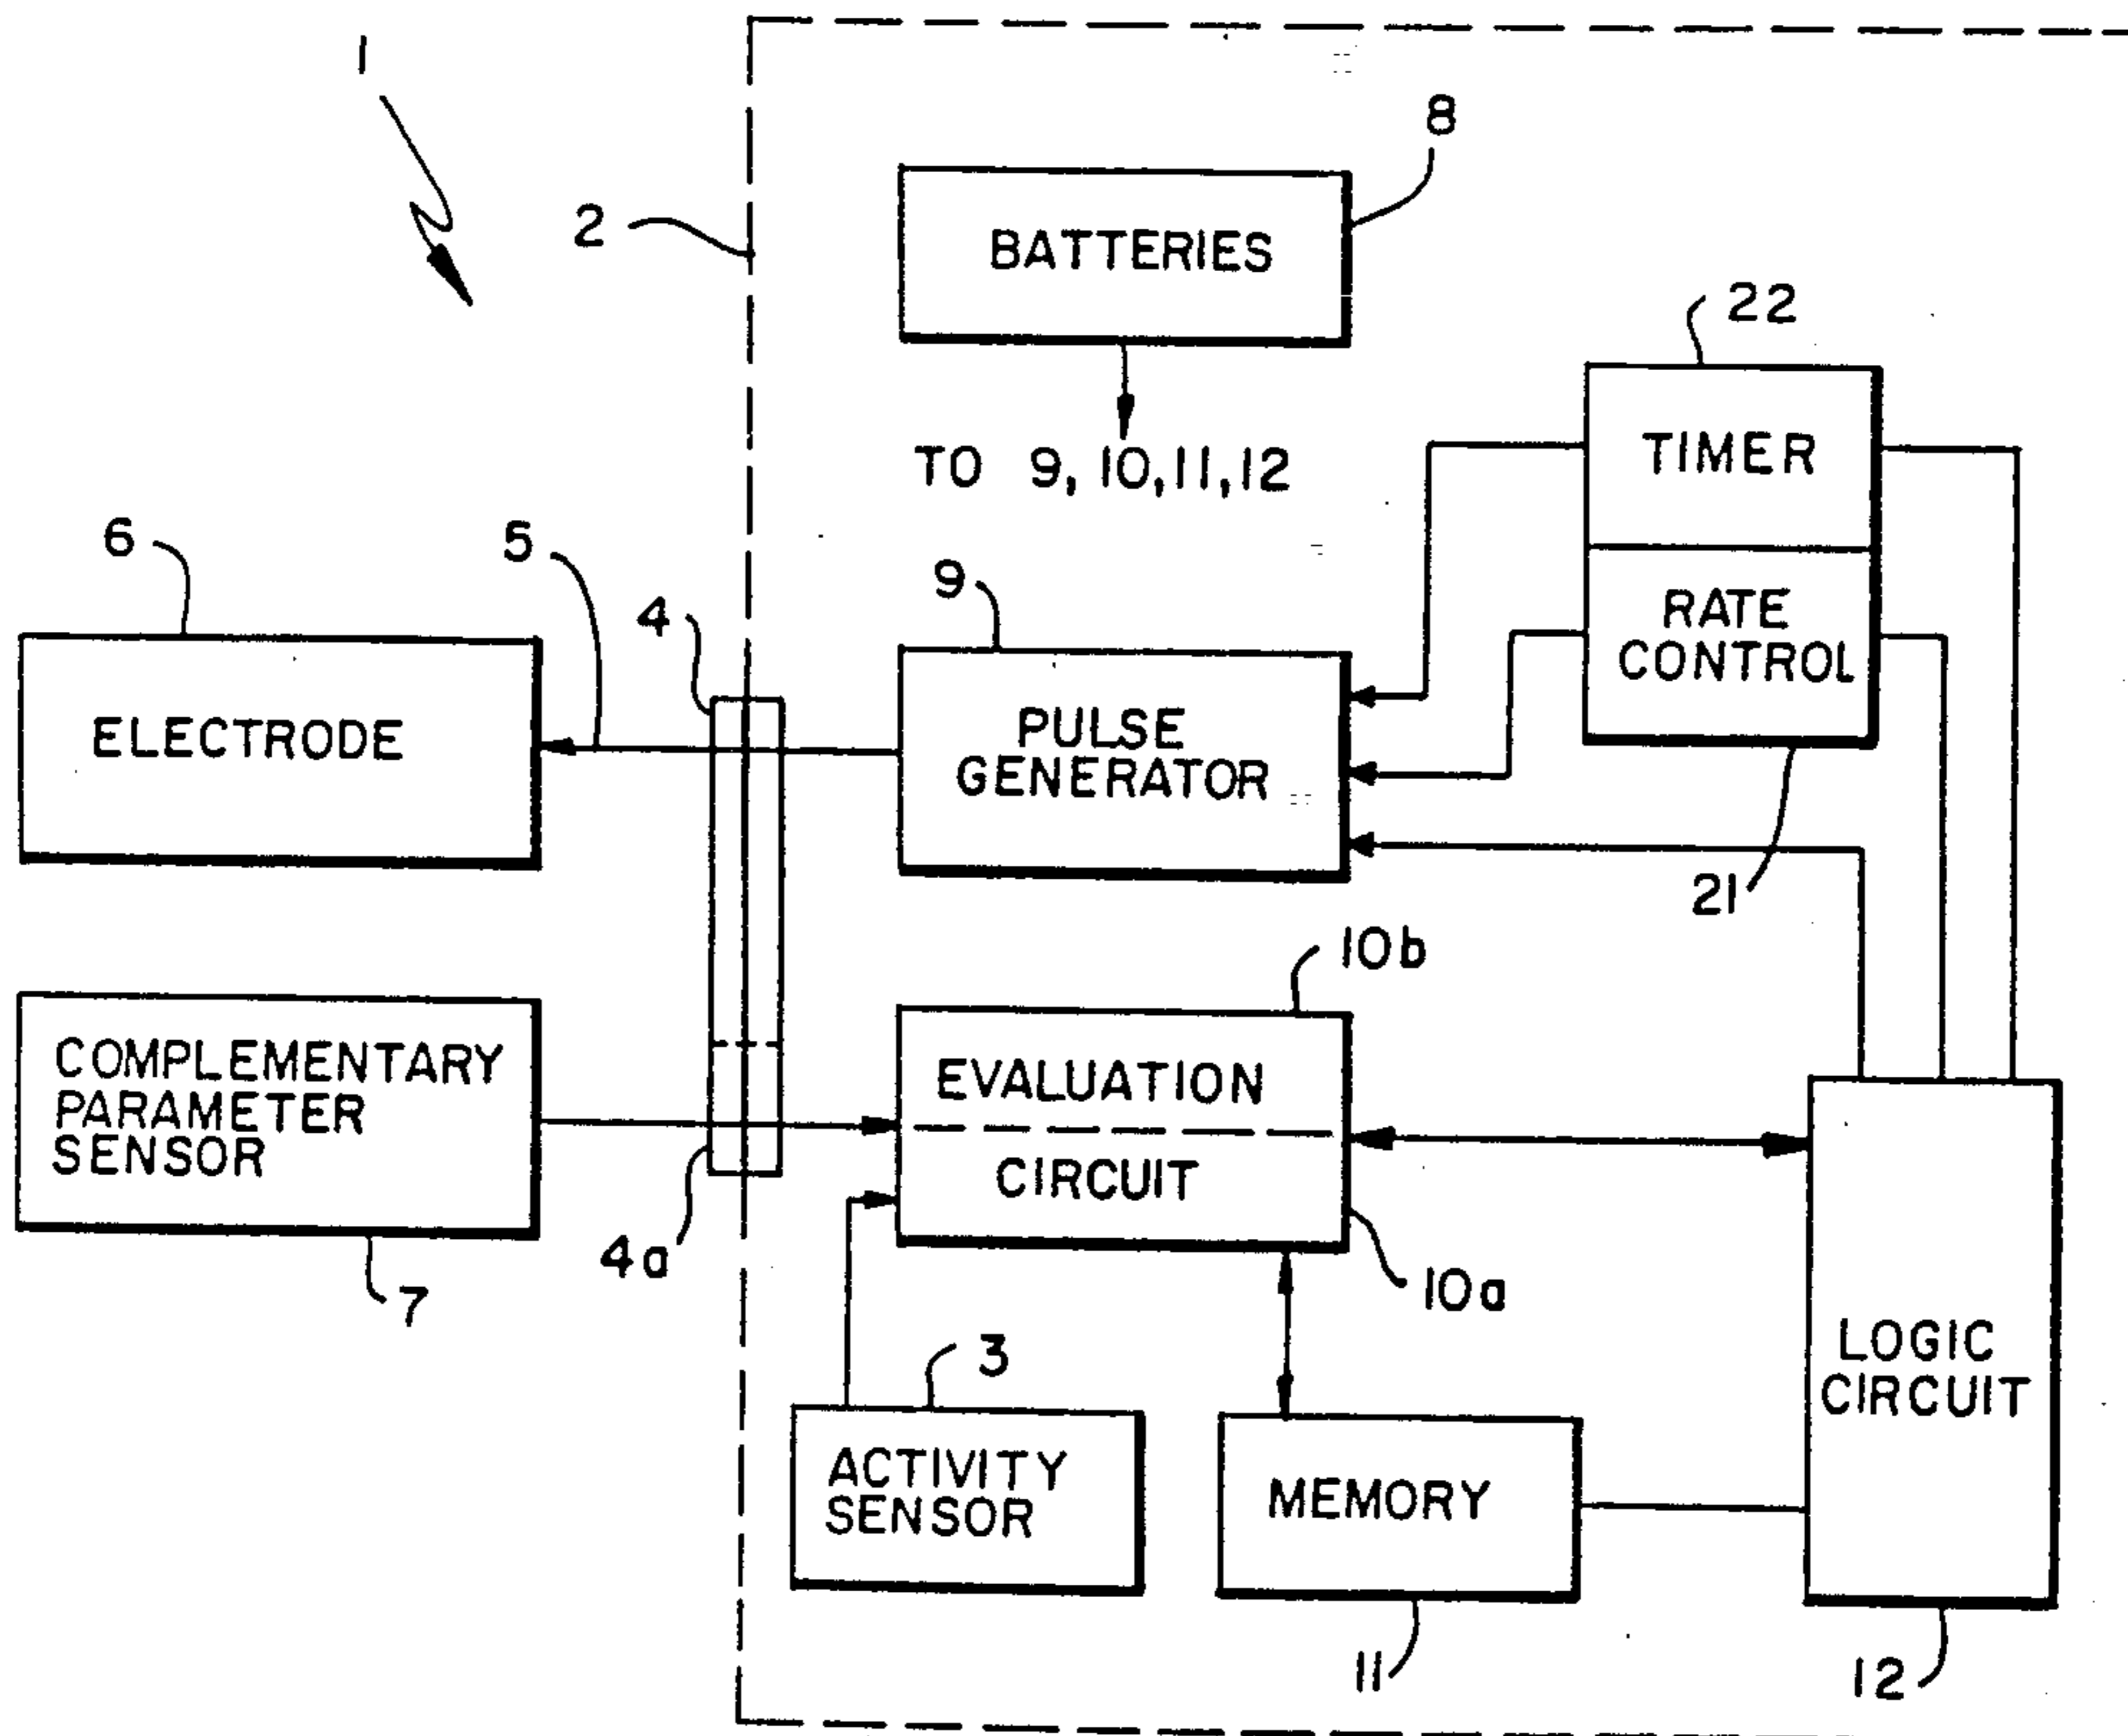 1
2
BATTERIES
8
TO 9, 10, 11, 12
22
TIMER
RATE
CONTROL
21
6
5
4
9
ELECTRODE
PULSE
GENERATOR
10b
COMPLEMENTARY
PARAMETER
SENSOR
7
4a
EVALUATION
CIRCUIT
10a
3
ACTIVITY
SENSOR
MEMORY
11
LOGIC
CIRCUIT
12